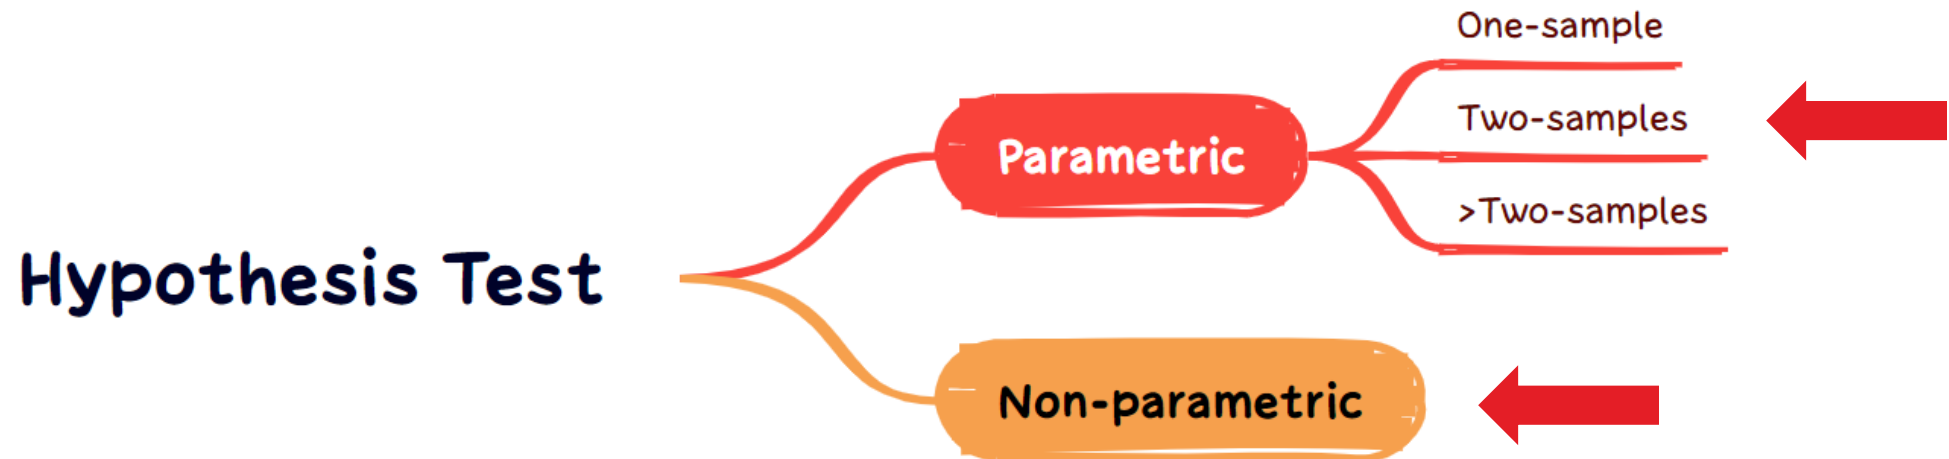 One-sample
Two-samples
Parametric
>Two-samples
Hypothesis Test
Non-parametric